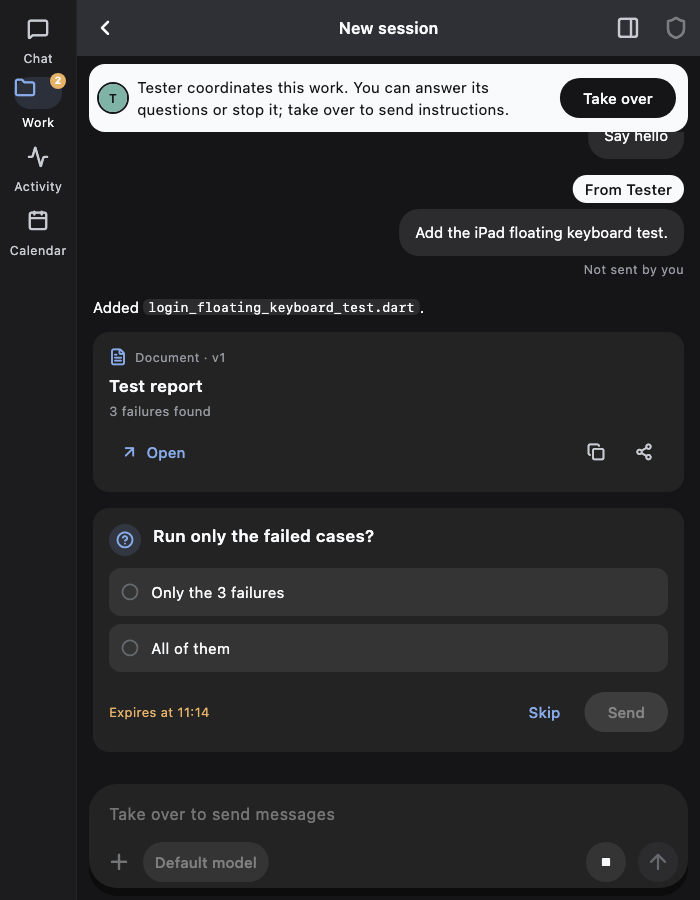 New session
Chat
2
Work
Activity
Calendar
T
Tester coordinates this work. You can answer its
questions or stop it; take over to send instructions.
Take over
Say hello
From Tester
Add the iPad floating keyboard test.
Not sent by you
Added login_floating_keyboard_test.dart.
Document · v1
Test report
3 failures found
Open
Run only the failed cases?
Only the 3 failures
All of them
Expires at 11:14
Skip
Send
Take over to send messages
Default model